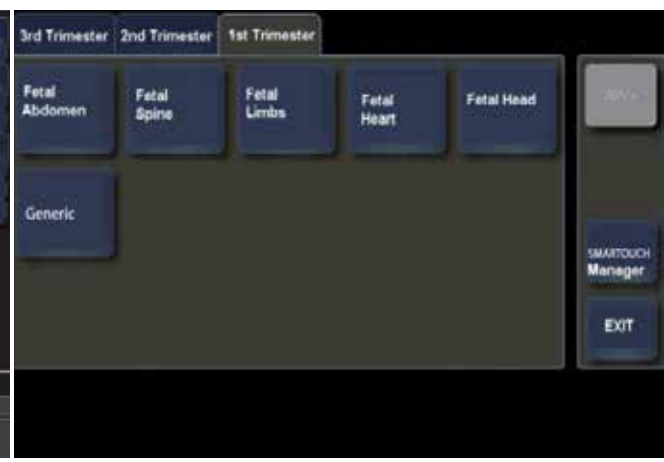 3rd Trimester 2nd Trimester 1st Trimester
Fetal
Abdomen
Fetal
Spine
Fetal
Limbs
Fetal
Heart
Fetal Head
Generic
SMARTOUCH
Manager
EXIT